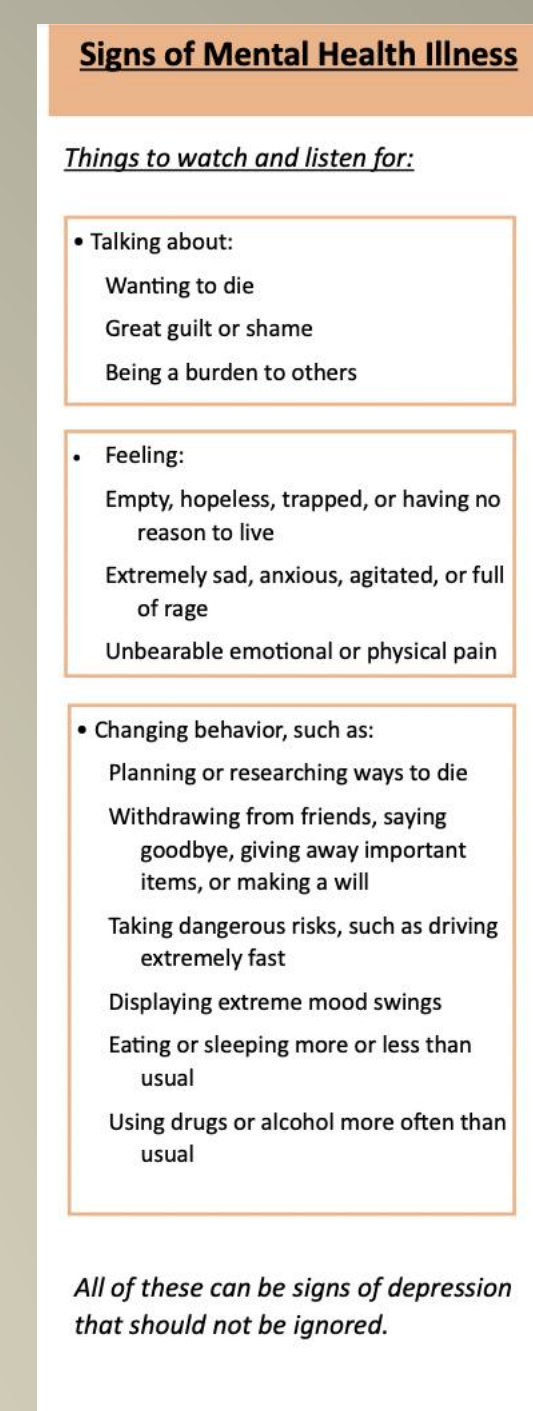 Signs of Mental Health Illness
Things to watch and listen for:
• Talking about:
Wanting to die
Great guilt or shame
Being a burden to others
• Feeling:
Empty, hopeless, trapped, or having no
reason to live
Extremely sad, anxious, agitated, or full
of rage
Unbearable emotional or physical pain
• Changing behavior, such as:
Planning or researching ways to die
Withdrawing from friends, saying
goodbye, giving away important
items, or making a will
Taking dangerous risks, such as driving
extremely fast
Displaying extreme mood swings
Eating or sleeping more or less than
usual
Using drugs or alcohol more often than
usual
All of these can be signs of depression
that should not be ignored.